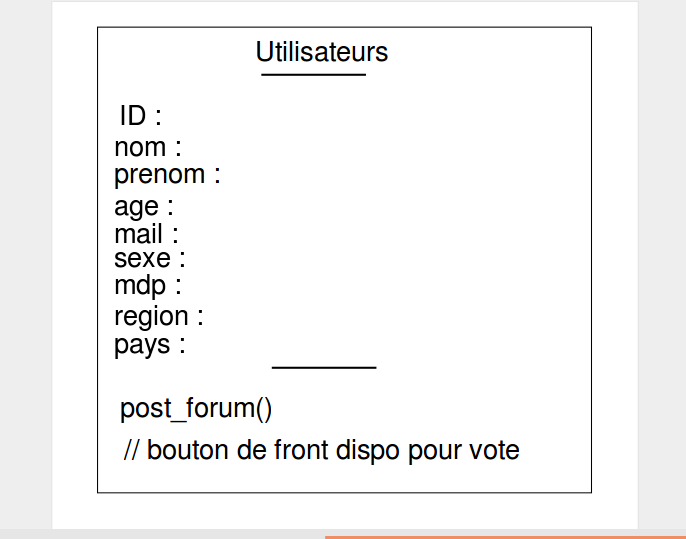 Utilisateurs
ID :
nom :
prenom :
age :
mail :
sexe :
mdp :
region :
pays :
post_forum()
// bouton de front dispo pour vote